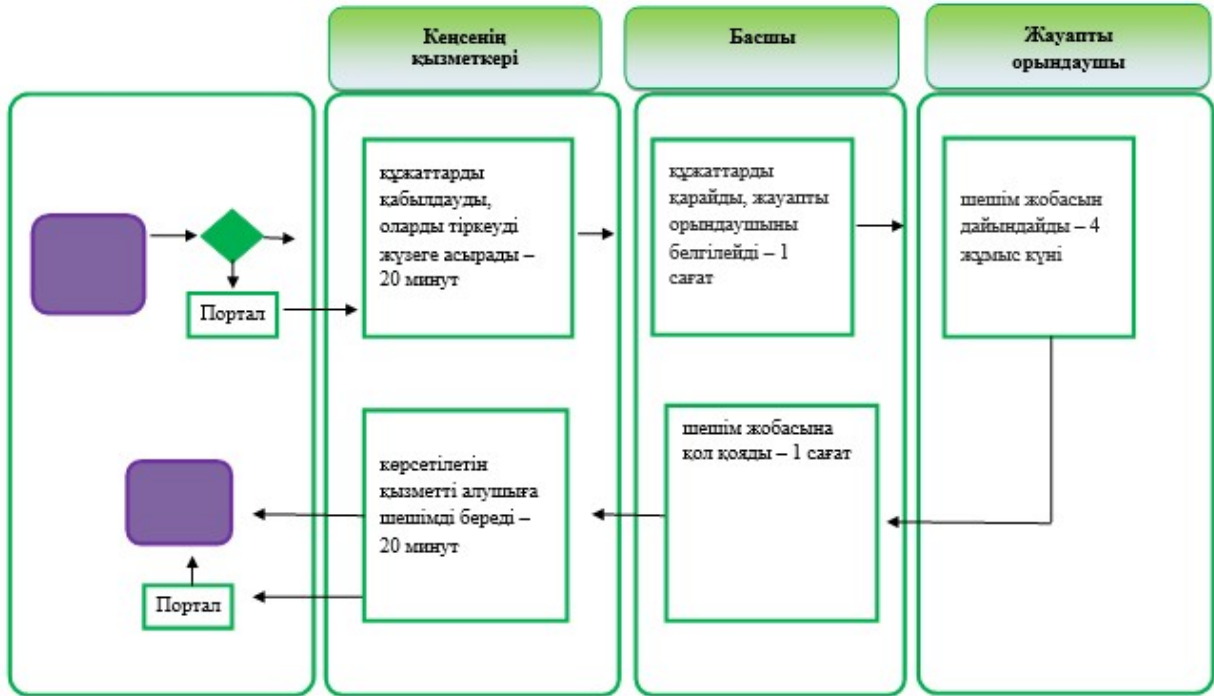 Кеңсенің
қызметкері
Басшы
Жауапты
орындаушы
құжаттарды
қабылдауды,
оларды тіркеуді
жүзеге асырады –
20 минут
құжаттарды
қарайды, жауапты
орындаушыны
белгілейді – 1
сағат
шешім жобасын
дайындайды – 4
жұмыс күні
Портал
көрсетілетін
қызметті алушыға
шешімді береді –
20 минут
шешім жобасына
қол қояды – 1 сағат
Портал